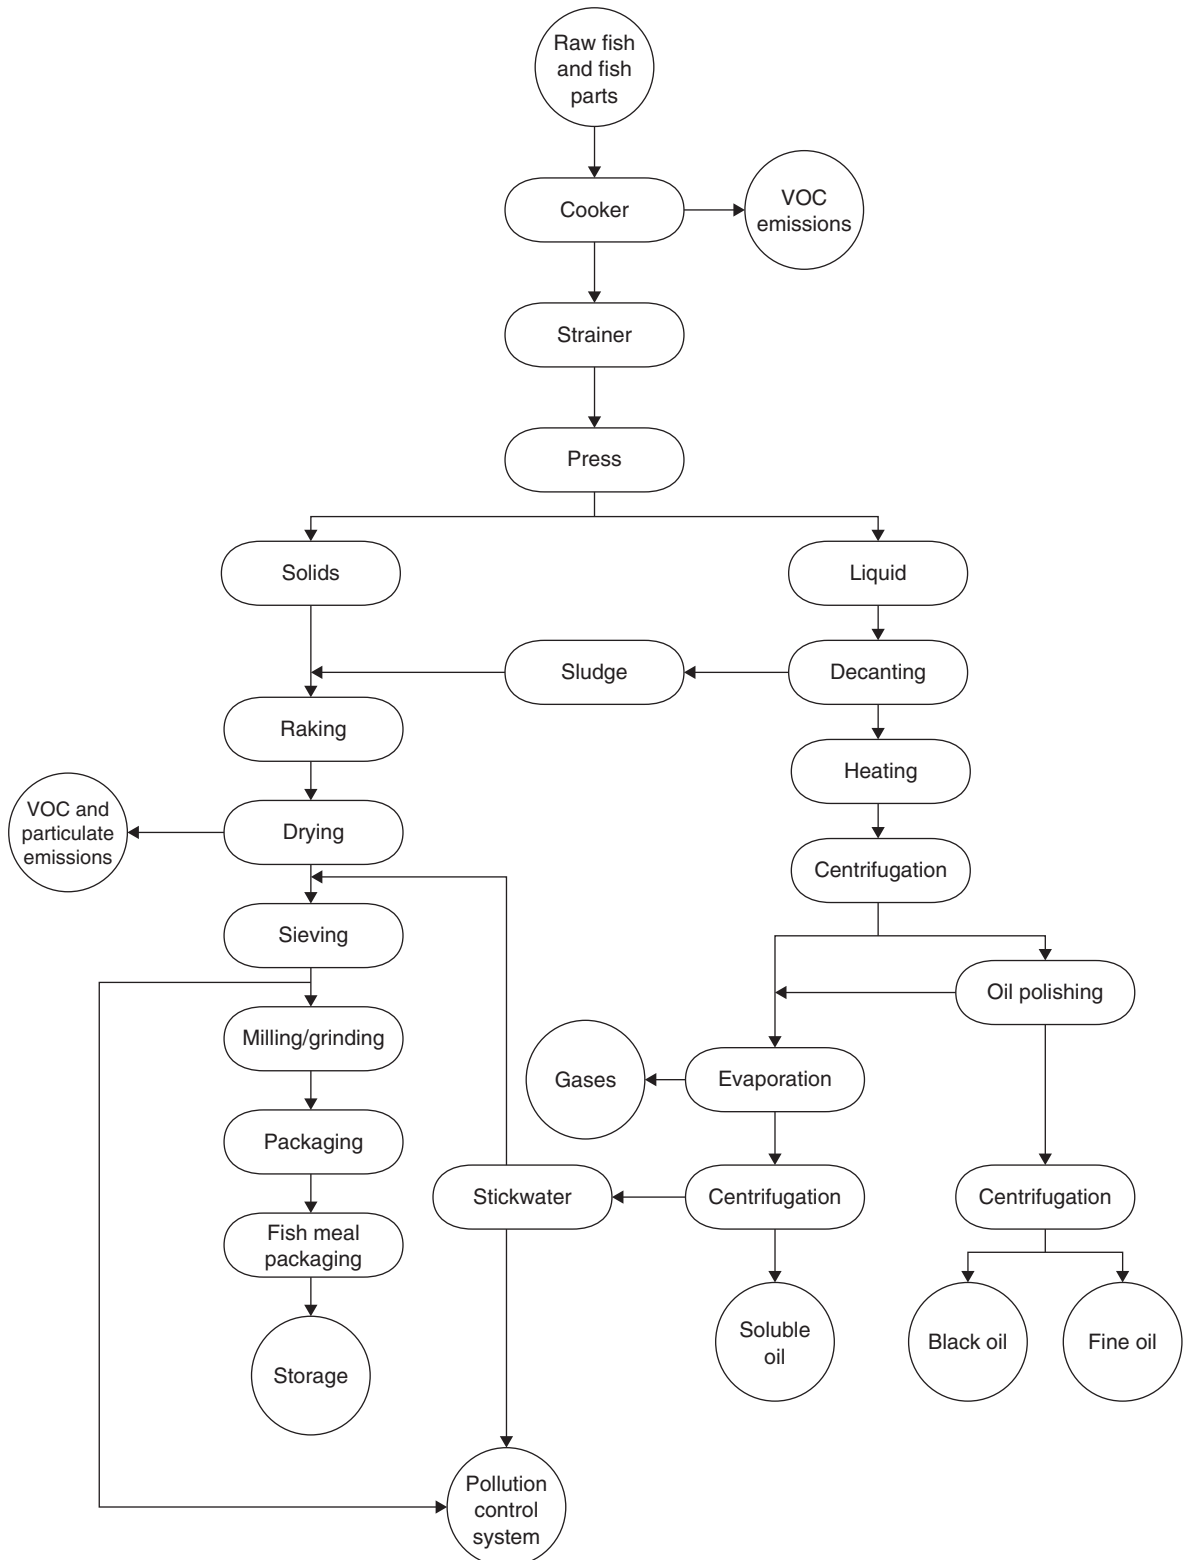 Raw fish
and fish
parts
Cooker
VOC
emissions
Strainer
Press
Solids
Liquid
Sludge
Decanting
Raking
Heating
VOC and
particulate
emissions
Drying
Centrifugation
Sieving
Oil polishing
Milling/grinding
Gases
Evaporation
Packaging
Stickwater
Centrifugation
Centrifugation
Fish meal
packaging
Soluble
oil
Black oil
Fine oil
Storage
Pollution
control
system